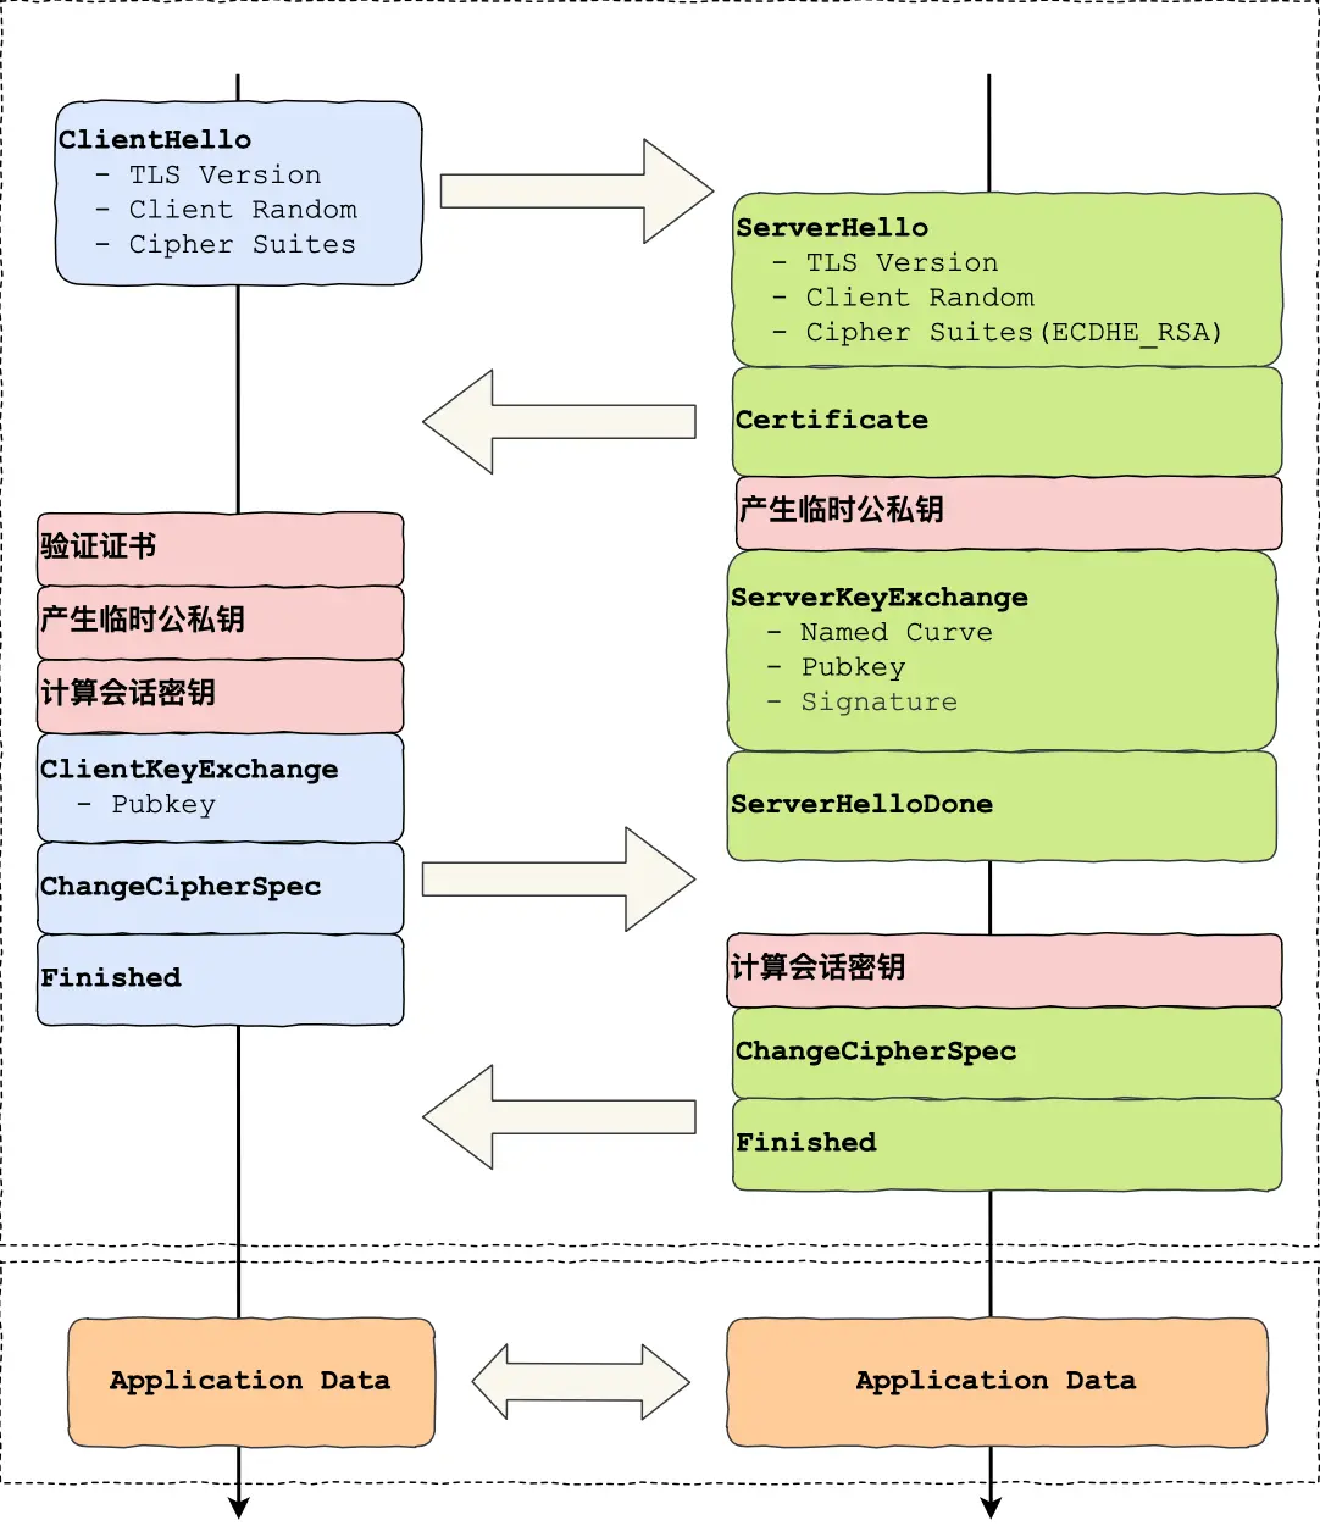 ClientHello
- TLS Version
- Client Random
- Cipher Suites
ServerHello
- TLS Version
- Client Random
- Cipher Suites(ECDHE_RSA)
Certificate
产生临时公私钥
ServerKeyExchange
- Named Curve
- Pubkey
- Signature
ServerHelloDone
验证证书
产生临时公私钥
计算会话密钥
ClientKeyExchange
- Pubkey
ChangeCipherSpec
Finished
计算会话密钥
ChangeCipherSpec
Finished
Application Data
Application Data